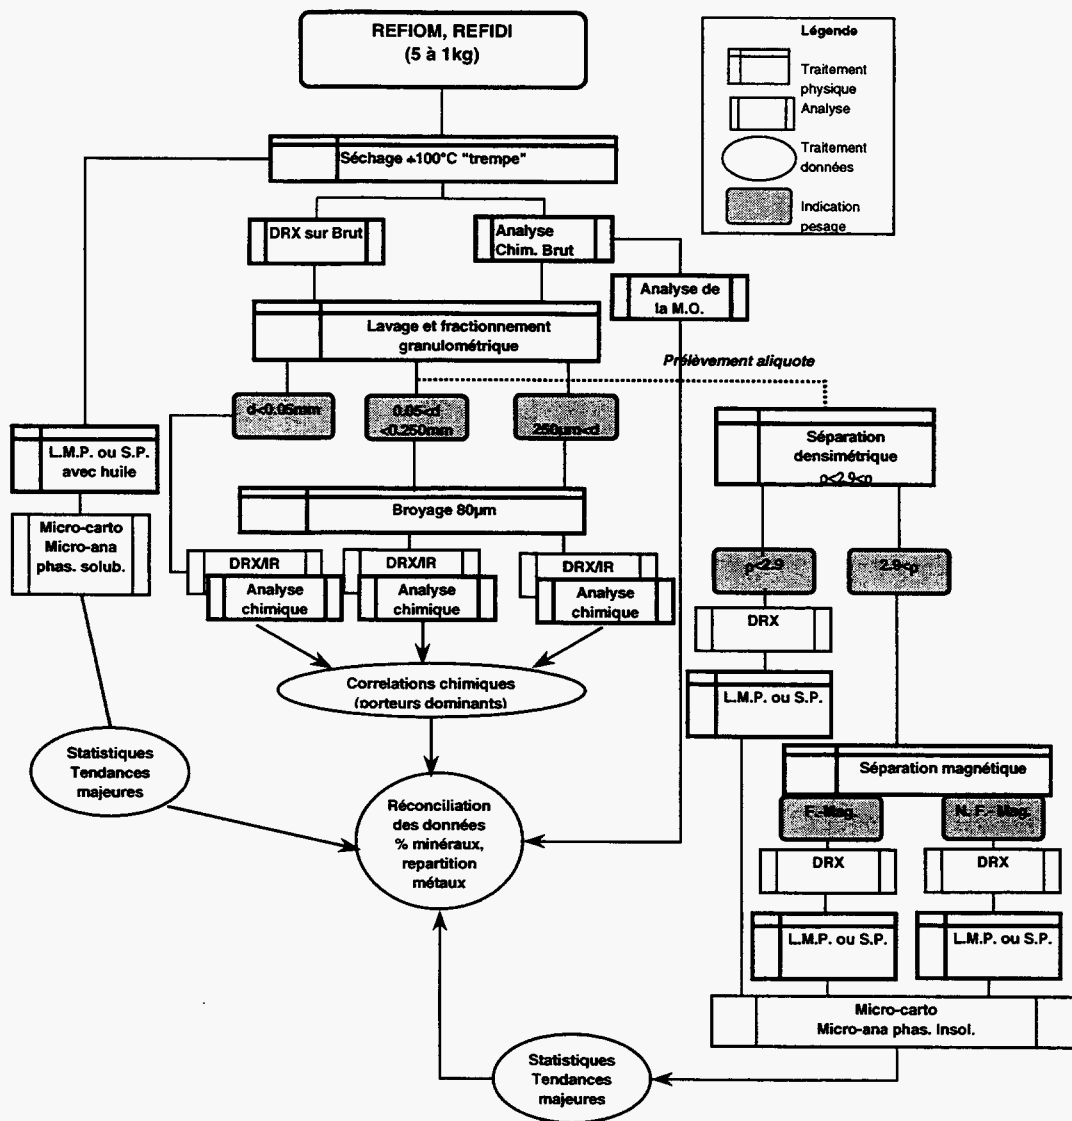 REFIOM, REFIDI
(5 à 1kg)
Légende
Traitement
physique
Analyse
Traitement
données
Indication
pesage
Séchage +100°C "trempe"
DRX sur Brut
Analyse
Chim. Brut
Analyse de
la M.O.
Lavage et fractionnement
granulométrique
Prélèvement aliquote
d<0.05mm
0.05<d
<0.250mm
250µm<d
L.M.P. ou S.P.
avec huile
Séparation
densimétrique
ρ<2.9<ρ
Broyage 80µm
Micro-carto
Micro-ana
phas. solub.
DRX/IR
Analyse
chimique
DRX/IR
Analyse
chimique
DRX/IR
Analyse
chimique
ρ<2.9
2.9<ρ
DRX
L.M.P. ou S.P.
Correlations chimiques
(porteurs dominants)
Statistiques
Tendances
majeures
Séparation magnétique
F.-Mag.
N. F.-Mag.
Réconciliation
des données
% minéraux,
repartition
métaux
DRX
DRX
L.M.P. ou S.P.
L.M.P. ou S.P.
Micro-carto
Micro-ana phas. Insol.
Statistiques
Tendances
majeures